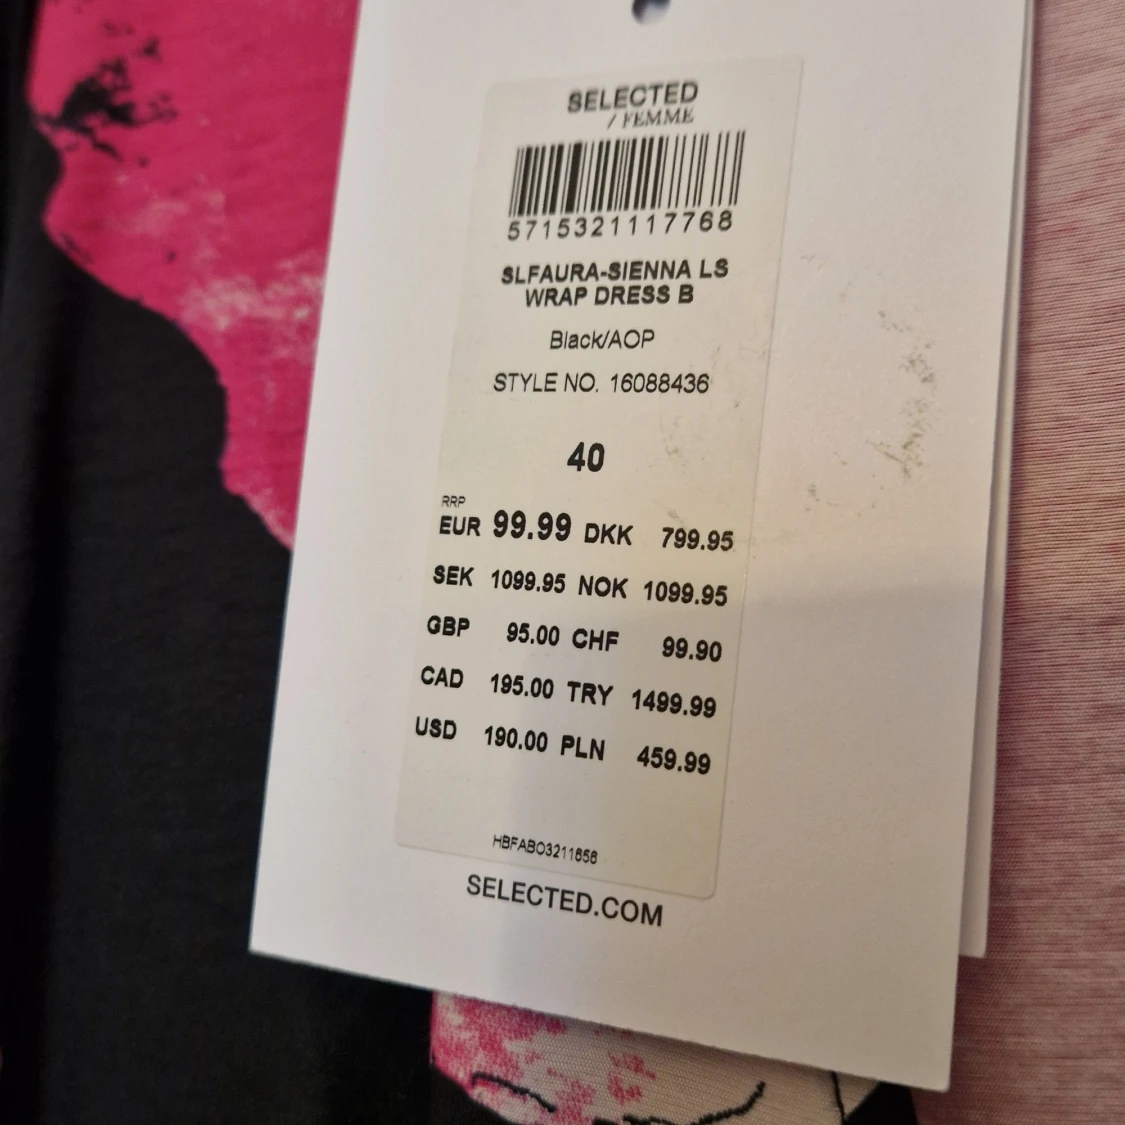 SELECTED
/ FEMME
5715321117768
SLFAURA-SIENNA LS
WRAP DRESS B
Black/AOP
STYLE NO. 16088436
40
RRP
EUR 99.99 DKK 799.95
SEK 1099.95 NOK 1099.95
GBP 95.00 CHF 99.90
CAD 195.00 TRY 1499.99
USD 190.00 PLN 459.99
HBFABO3211656
SELECTED.COM